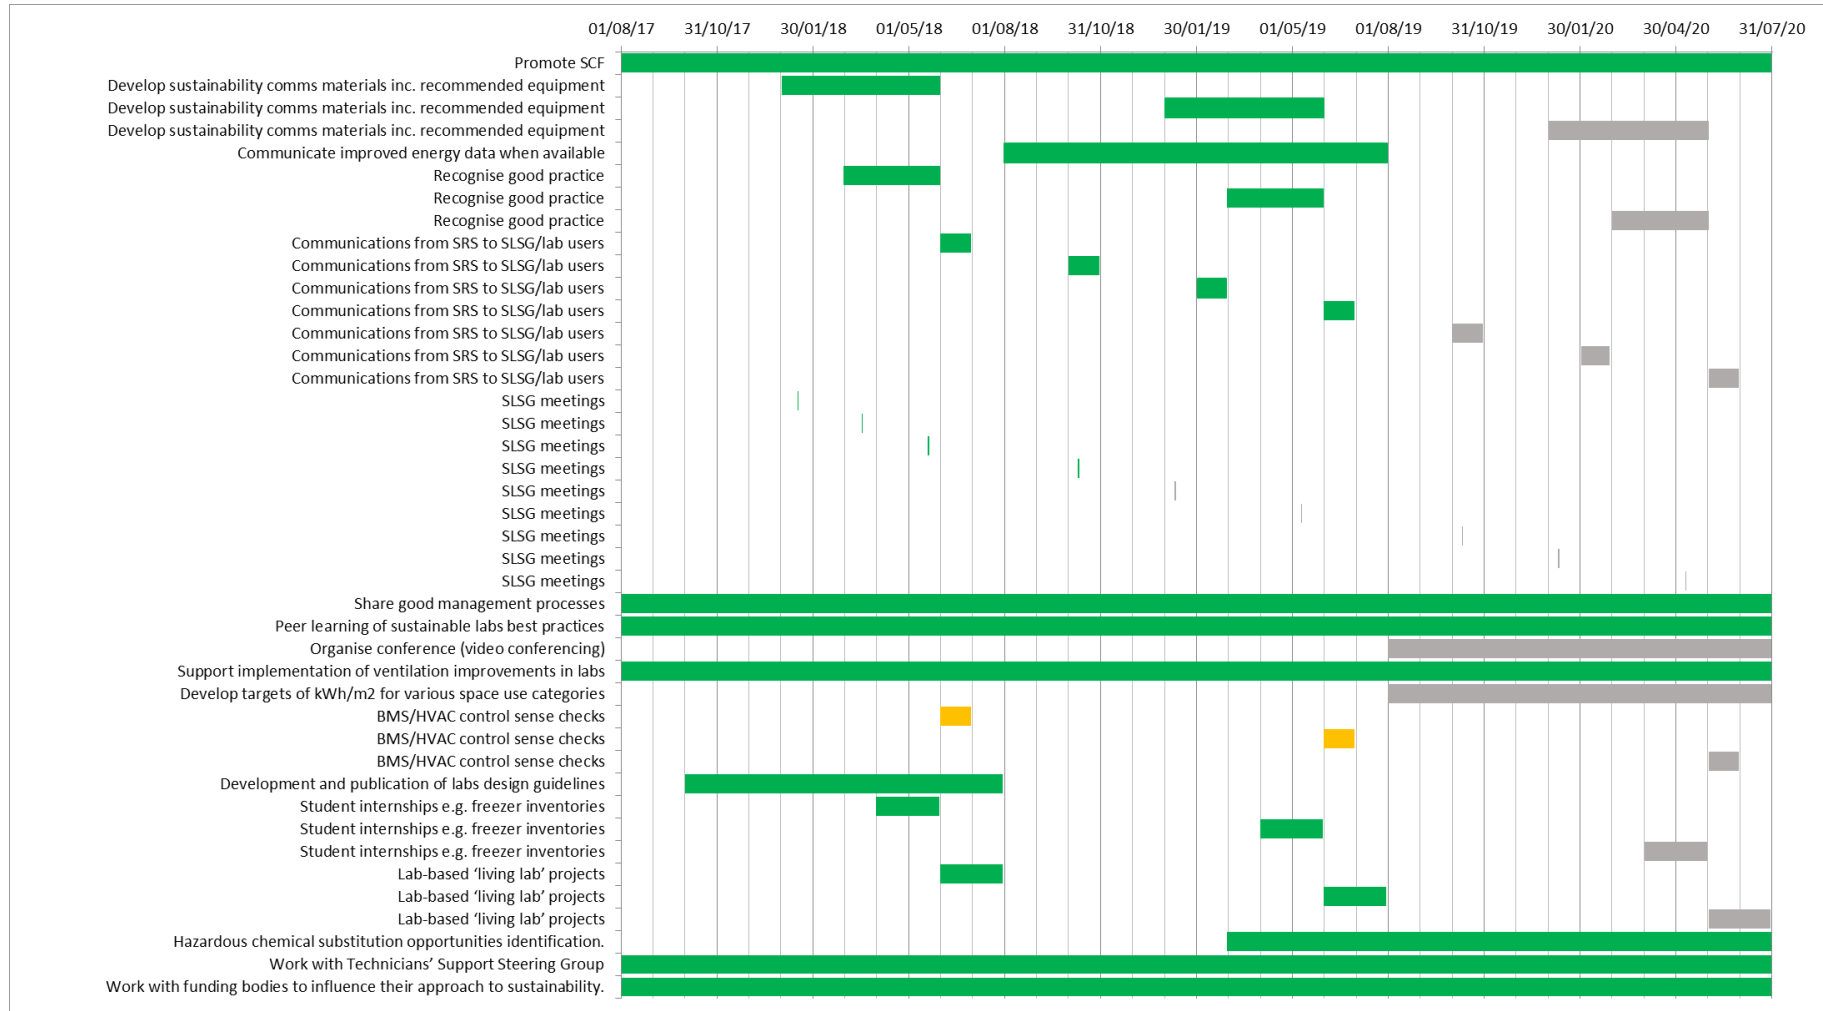 01/08/17 31/10/17 30/01/18 01/05/18 01/08/18 31/10/18 30/01/19 01/05/19 01/08/19 31/10/19 30/01/20 30/04/20 31/07/20
Promote SCF
Develop sustainability comms materials inc. recommended equipment
Develop sustainability comms materials inc. recommended equipment
Develop sustainability comms materials inc. recommended equipment
Communicate improved energy data when available
Recognise good practice
Recognise good practice
Recognise good practice
Communications from SRS to SLSG/lab users
Communications from SRS to SLSG/lab users
Communications from SRS to SLSG/lab users
Communications from SRS to SLSG/lab users
Communications from SRS to SLSG/lab users
Communications from SRS to SLSG/lab users
Communications from SRS to SLSG/lab users
SLSG meetings
SLSG meetings
SLSG meetings
SLSG meetings
SLSG meetings
SLSG meetings
SLSG meetings
SLSG meetings
SLSG meetings
Share good management processes
Peer learning of sustainable labs best practices
Organise conference (video conferencing)
Support implementation of ventilation improvements in labs
Develop targets of kWh/m2 for various space use categories
BMS/HVAC control sense checks
BMS/HVAC control sense checks
BMS/HVAC control sense checks
Development and publication of labs design guidelines
Student internships e.g. freezer inventories
Student internships e.g. freezer inventories
Student internships e.g. freezer inventories
Lab-based ‘living lab’ projects
Lab-based ‘living lab’ projects
Lab-based ‘living lab’ projects
Hazardous chemical substitution opportunities identification.
Work with Technicians’ Support Steering Group
Work with funding bodies to influence their approach to sustainability.